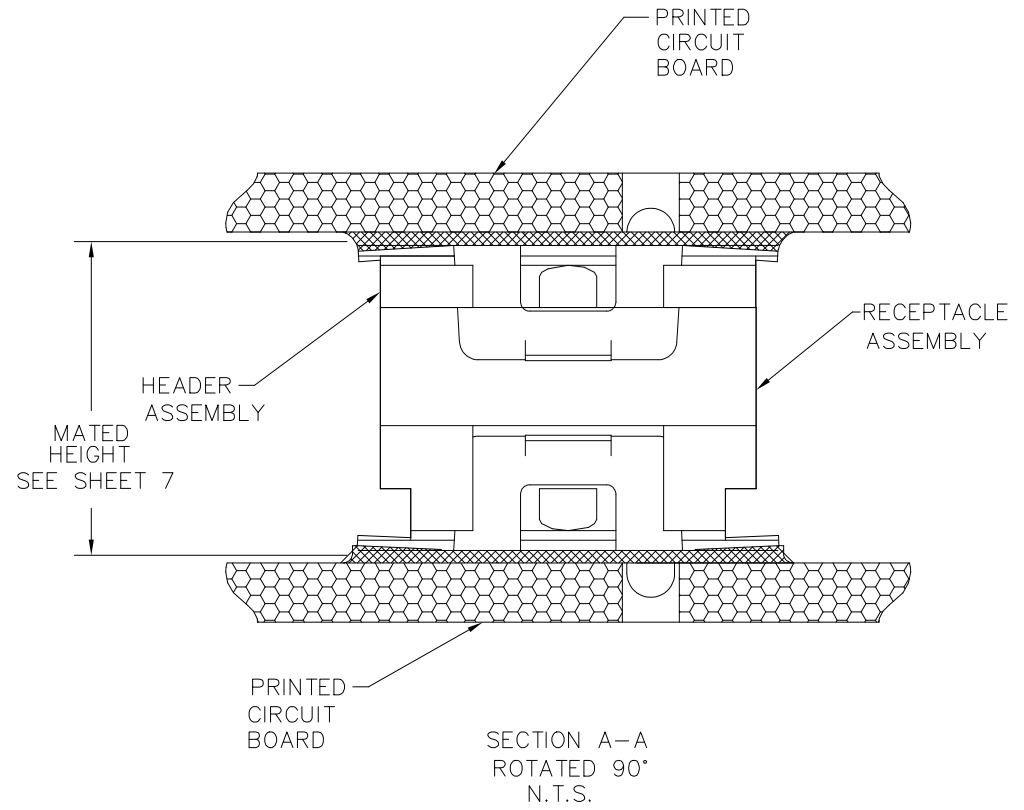 PRINTED
CIRCUIT
BOARD
RECEPTACLE
ASSEMBLY
HEADER
ASSEMBLY
MATED
HEIGHT
SEE SHEET 7
PRINTED
CIRCUIT
BOARD
SECTION A-A
ROTATED 90°
N.T.S.